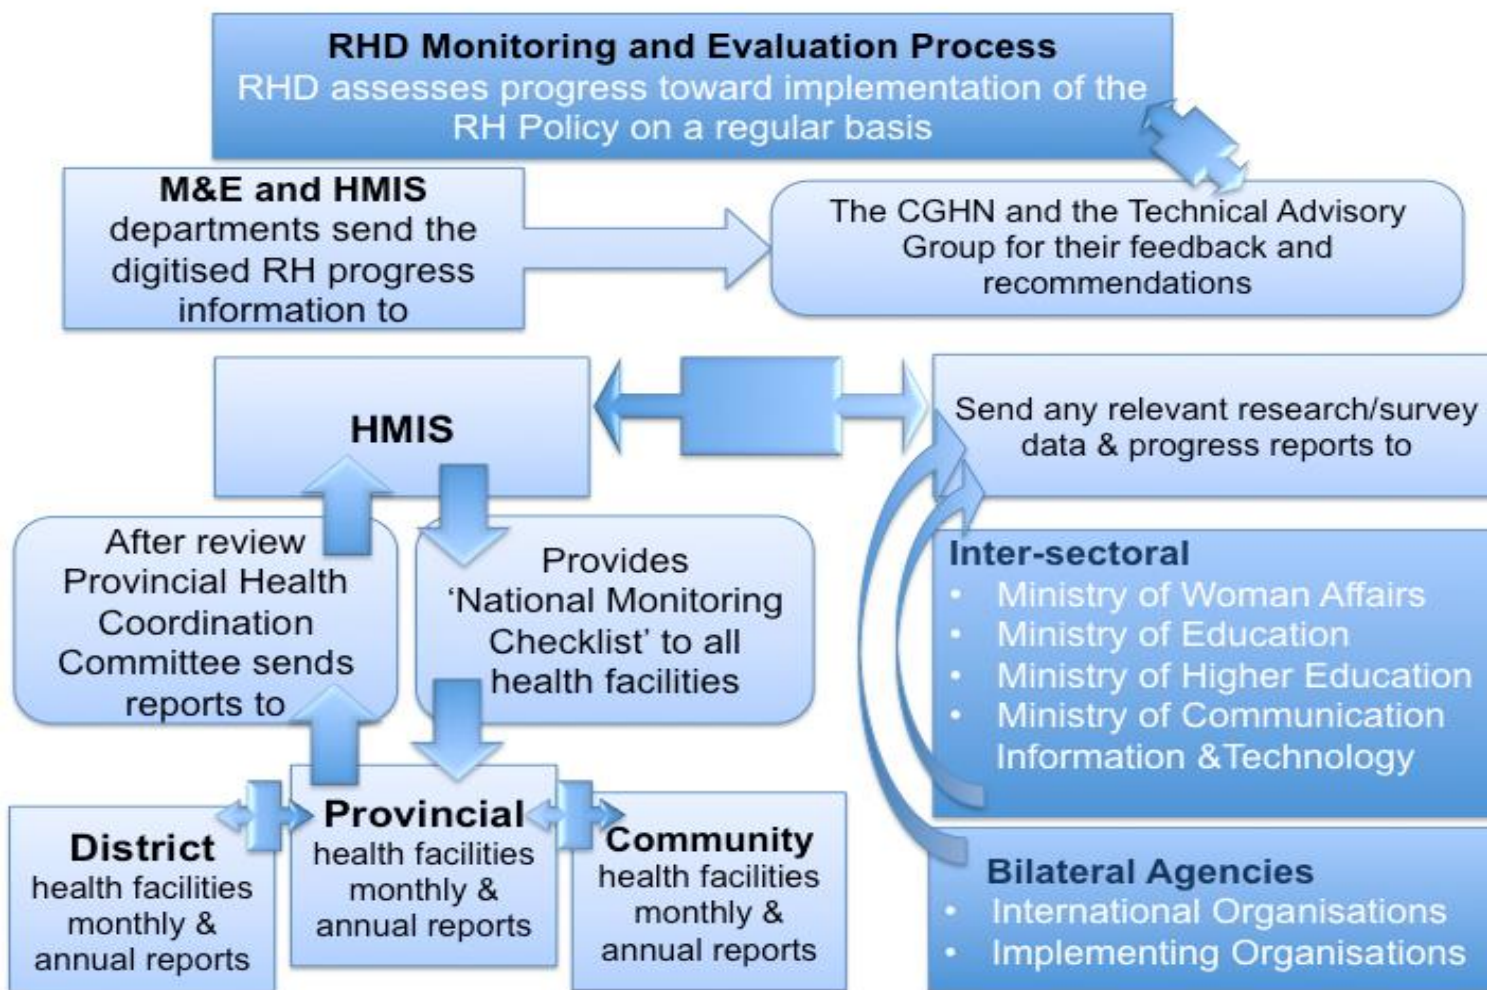 RHD Monitoring and Evaluation Process
RHD assesses progress toward implementation of the
RH Policy on a regular basis
M&E and HMIS
departments send the
digitised RH progress
information to
The CGHN and the Technical Advisory
Group for their feedback and
recommendations
HMIS
Send any relevant research/survey
data & progress reports to
After review
Provincial Health
Coordination
Committee sends
reports to
Provides
‘National Monitoring
Checklist’ to all
health facilities
Inter-sectoral
• Ministry of Woman Affairs
• Ministry of Education
• Ministry of Higher Education
• Ministry of Communication
Information &Technology
District
health facilities
monthly &
annual reports
Provincial
health facilities
monthly &
annual reports
Community
health facilities
monthly &
annual reports
Bilateral Agencies
• International Organisations
• Implementing Organisations